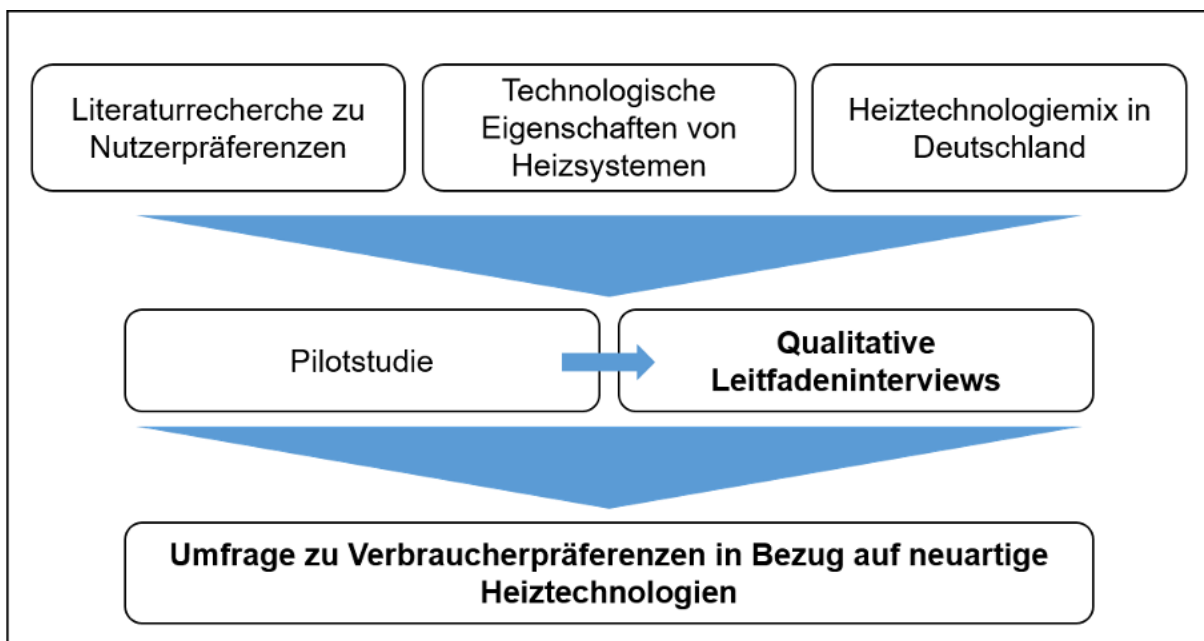 Literaturrecherche zu
Nutzerpräferenzen
Technologische
Eigenschaften von
Heizsystemen
Heiztechnologiemix in
Deutschland
Pilotstudie
Qualitative
Leitfadeninterviews
Umfrage zu Verbraucherpräferenzen in Bezug auf neuartige
Heiztechnologien